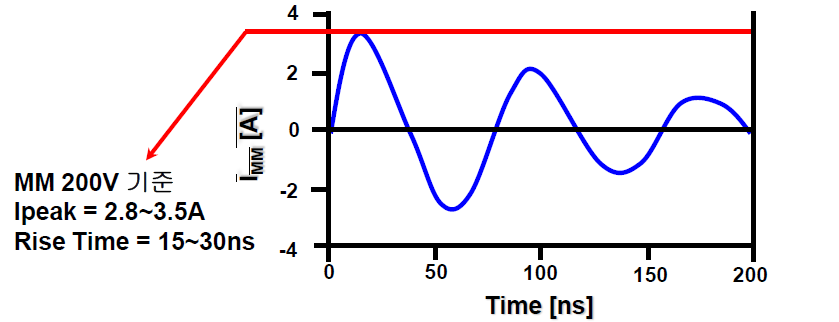 4
2
0
-2
-4
I_MM [A]
MM 200V 기준
Ipeak = 2.8~3.5A
Rise Time = 15~30ns
0 50 100 150 200
Time [ns]